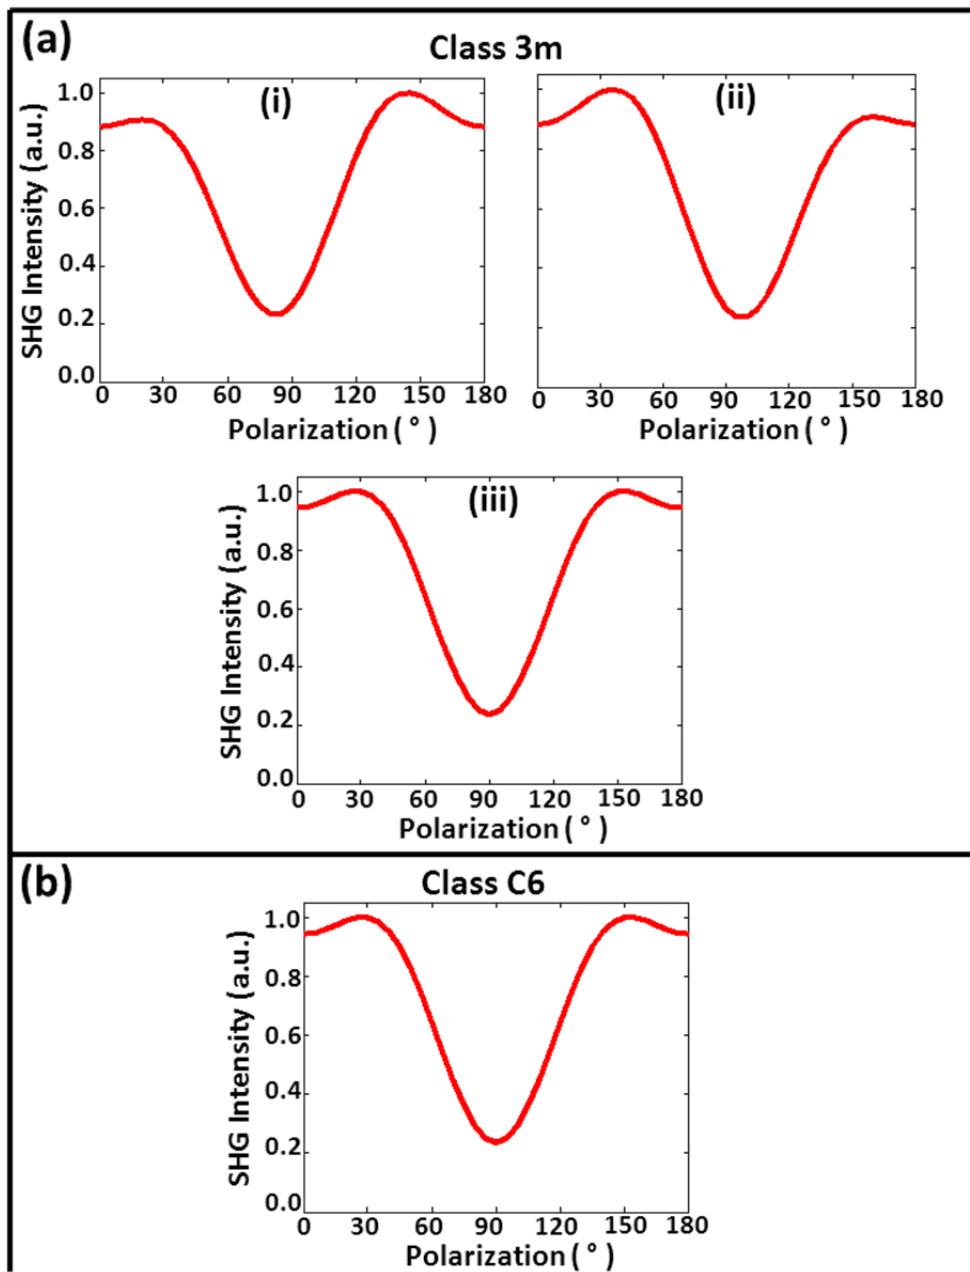 (a)
Class 3m
(i)
SHG Intensity (a.u.)
1.0
0.8
0.6
0.4
0.2
0.0
0 30 60 90 120 150 180
Polarization ( ° )
(ii)
0 30 60 90 120 150 180
Polarization ( ° )
(iii)
SHG Intensity (a.u.)
1.0
0.8
0.6
0.4
0.2
0.0
0 30 60 90 120 150 180
Polarization ( ° )
(b)
Class C6
SHG Intensity (a.u.)
1.0
0.8
0.6
0.4
0.2
0.0
0 30 60 90 120 150 180
Polarization ( ° )